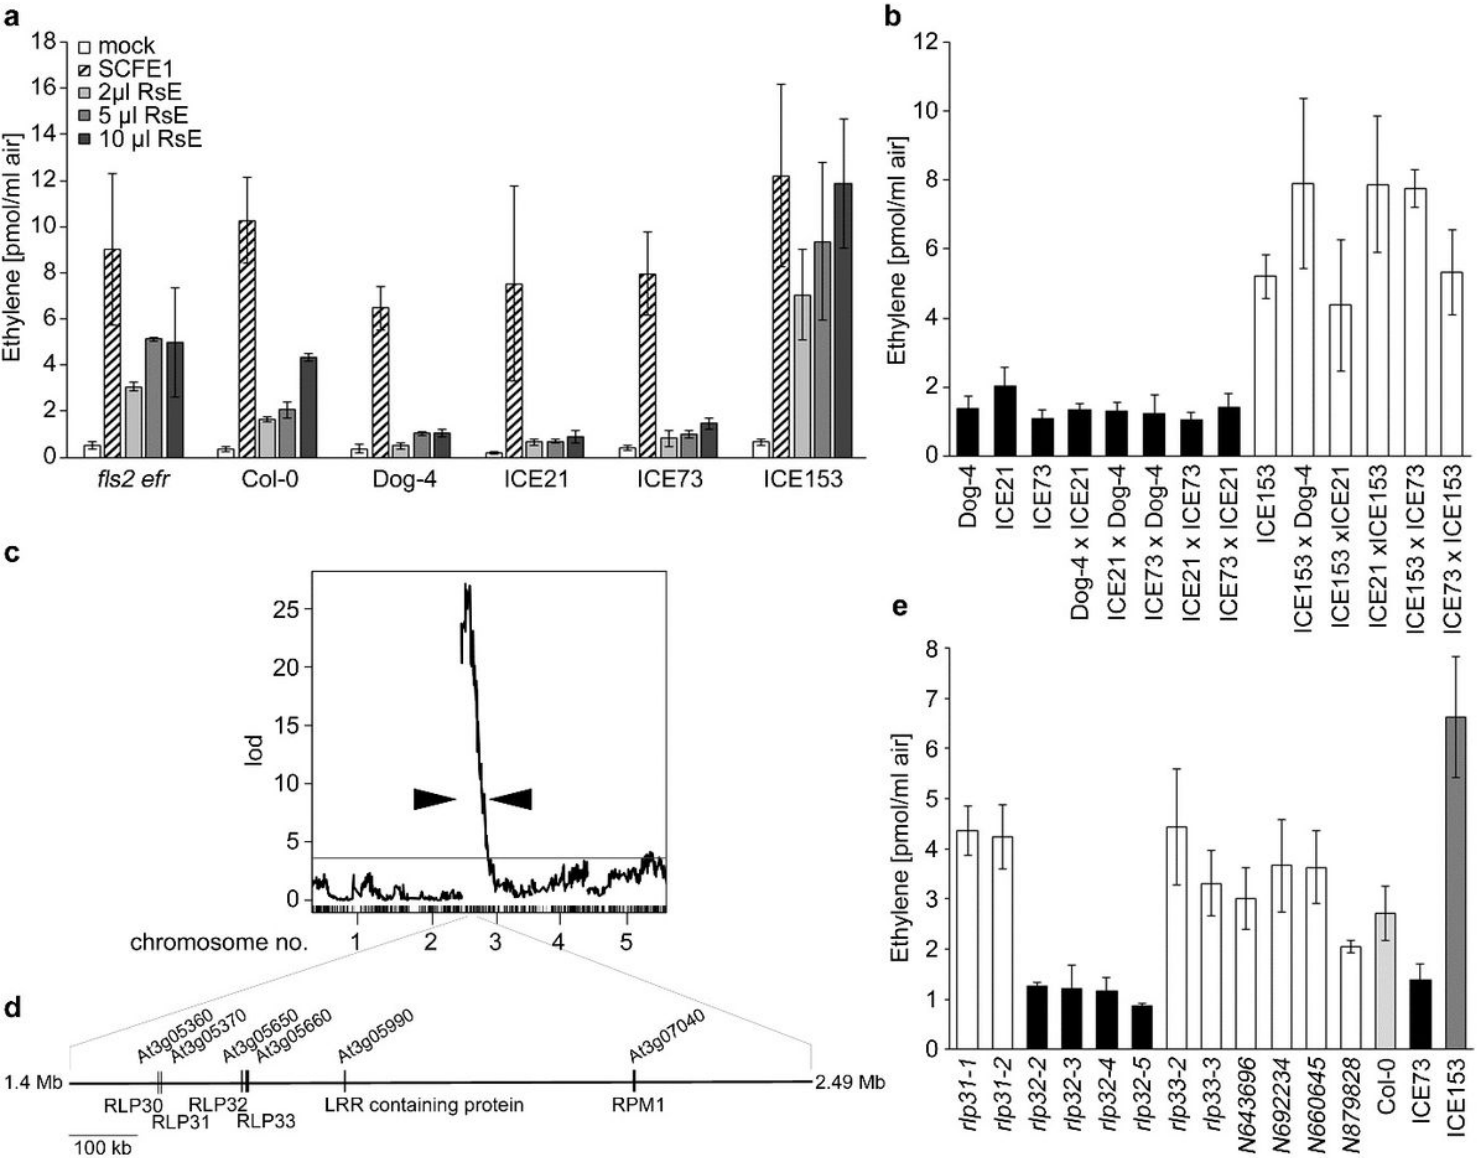 a
18
16
14
12
10
8
6
4
2
0
Ethylene [pmol/ml air]
mock
SCFE1
2µl RsE
5 µl RsE
10 µl RsE
fls2 efr
Col-0
Dog-4
ICE21
ICE73
ICE153
b
12
10
8
6
4
2
0
Ethylene [pmol/ml air]
Dog-4
ICE21
ICE73
Dog-4 x ICE21
ICE21 x Dog-4
ICE73 x Dog-4
ICE21 x ICE73
ICE73 x ICE21
ICE153
ICE153 x Dog-4
ICE153 xICE21
ICE21 xICE153
ICE153 x ICE73
ICE73 x ICE153
c
25
20
15
10
5
0
lod
chromosome no.
1
2
3
4
5
d
At3g05360
At3g05370
At3g05650
At3g05660
At3g05990
At3g07040
1.4 Mb
2.49 Mb
RLP30
RLP31
RLP32
RLP33
LRR containing protein
RPM1
100 kb
e
8
7
6
5
4
3
2
1
0
Ethylene [pmol/ml air]
rlp31-1
rlp31-2
rlp32-2
rlp32-3
rlp32-4
rlp32-5
rlp33-2
rlp33-3
N643696
N692234
N660645
N879828
Col-0
ICE73
ICE153